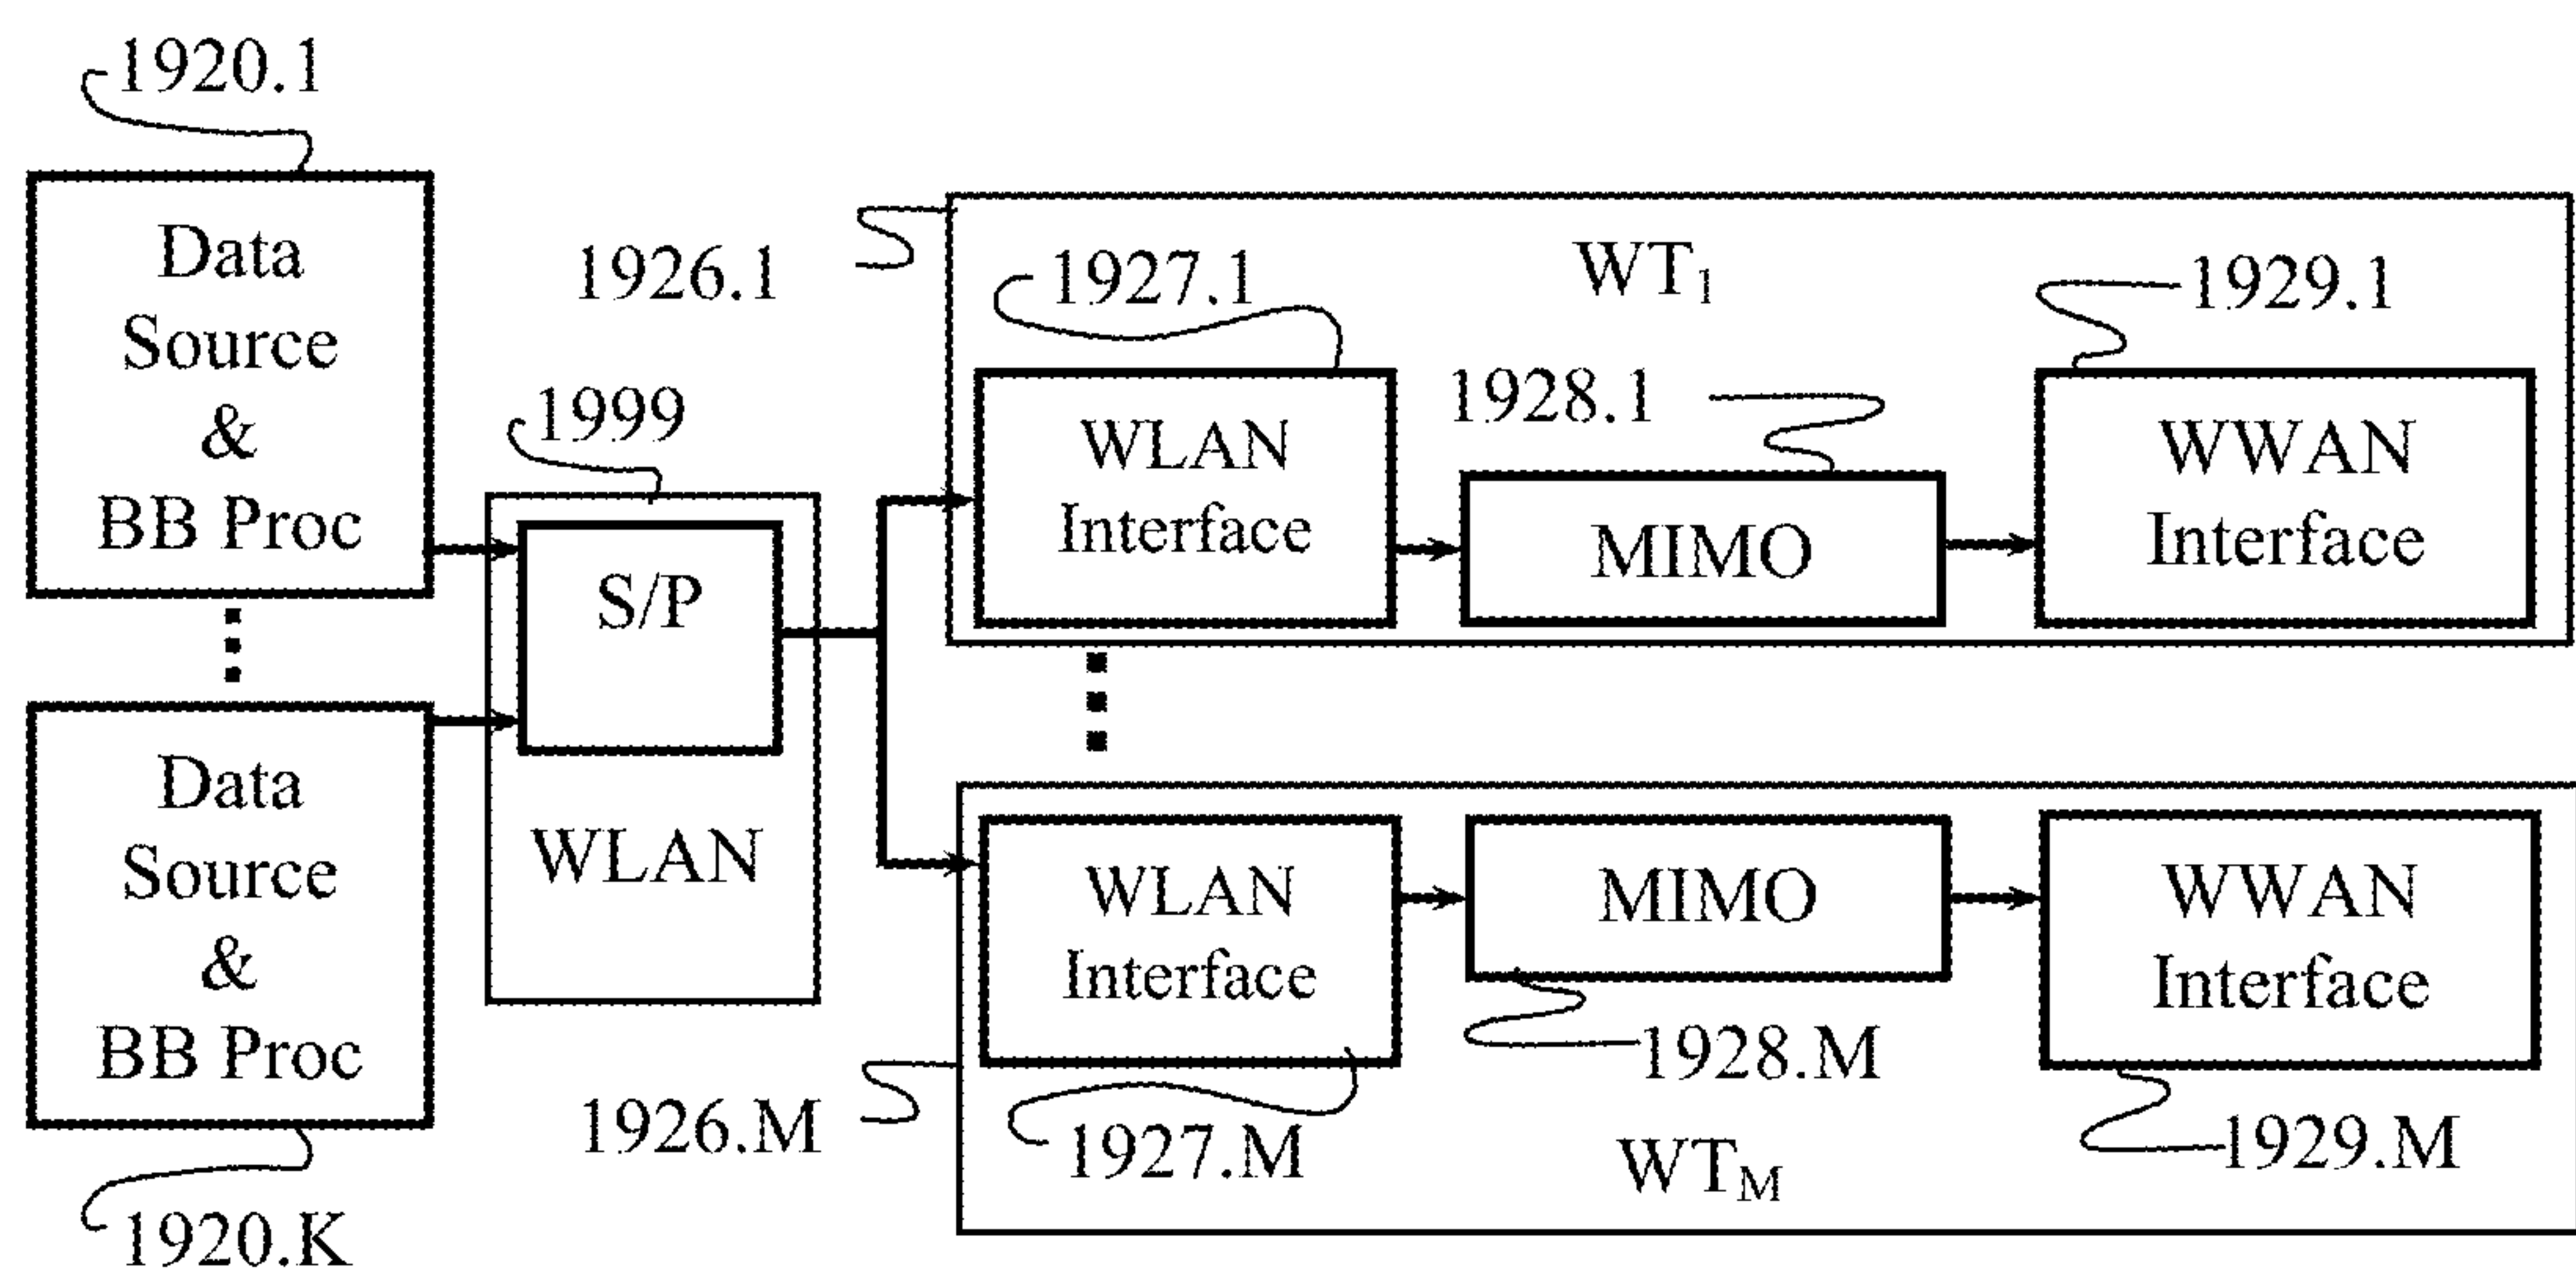 1920.1
Data
Source
&
BB Proc
1999
S/P
WLAN
1926.1
WT1
1927.1
WLAN
Interface
1928.1
MIMO
1929.1
WWAN
Interface
Data
Source
&
BB Proc
1920.K
1926.M
WLAN
Interface
1927.M
MIMO
1928.M
WWAN
Interface
1929.M
WTM